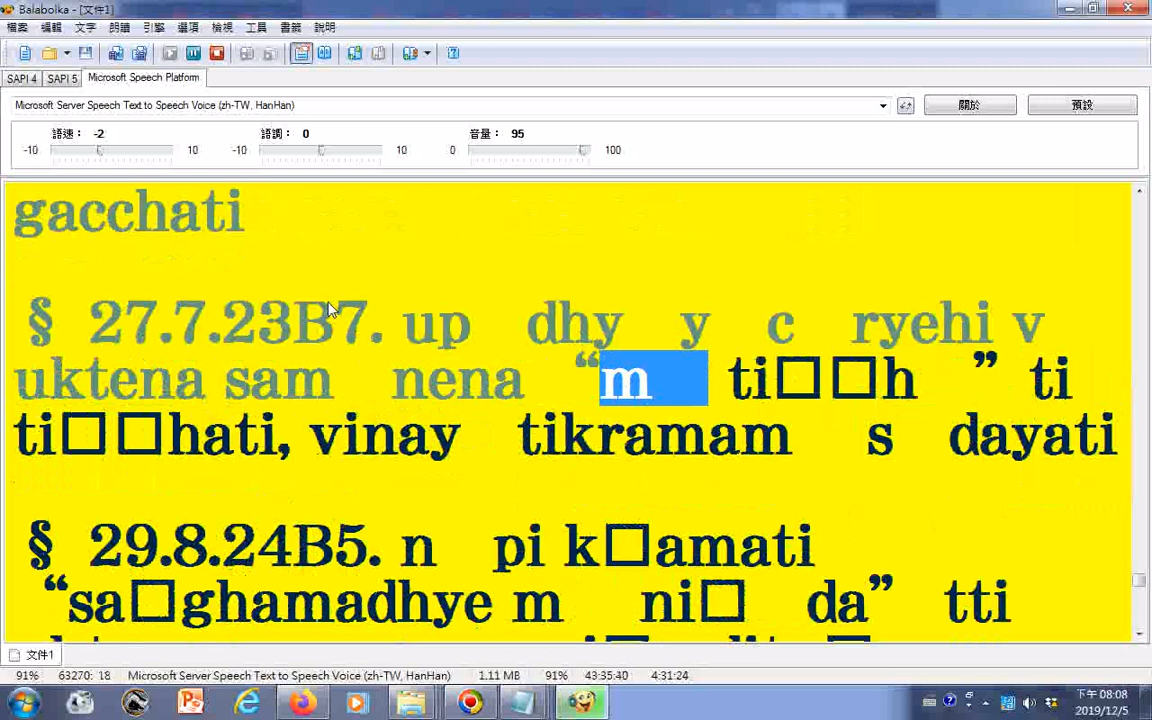 Balabolka - [文件1]
檔案 編輯 文字 朗讀 引擎 選項 檢視 工具 書籤 說明
SAPI 4 SAPI 5 Microsoft Speech Platform
Microsoft Server Speech Text to Speech Voice (zh-TW, HanHan) 關於 預設
語速： -2 語調： 0 音量： 95
-10 10 -10 10 0 100
gacchati
§ 27.7.23B7. up dhy y c ryehi v
uktena sam nena “m ti□□h ” ti
ti□□hati, vinay tikramam s dayati
§ 29.8.24B5. n pi k□amati
“sa□ghamadhye m ni□ da” tti
文件1
91% 63270: 18 Microsoft Server Speech Text to Speech Voice (zh-TW, HanHan) 1.11 MB 91% 43:35:40 4:31:24
下午 08:08
2019/12/5